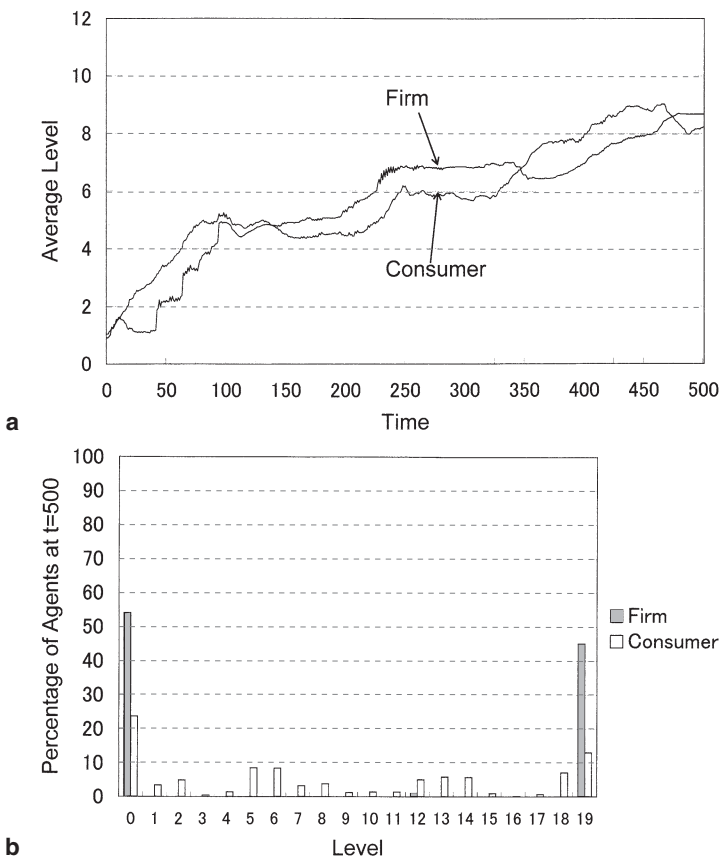 12
10
8
6
4
2
0
Average Level
Firm
Consumer
0 50 100 150 200 250 300 350 400 450 500
Time
a
100
90
80
70
60
50
40
30
20
10
0
Percentage of Agents at t=500
Firm
Consumer
0 1 2 3 4 5 6 7 8 9 10 11 12 13 14 15 16 17 18 19
Level
b